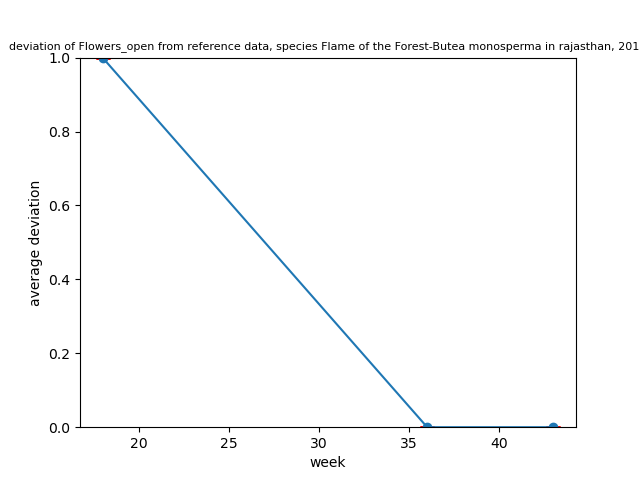 deviation of Flowers_open from reference data, species Flame of the Forest-Butea monosperma in rajasthan, 201
1.0
0.8
0.6
0.4
0.2
0.0
average deviation
20 25 30 35 40
week